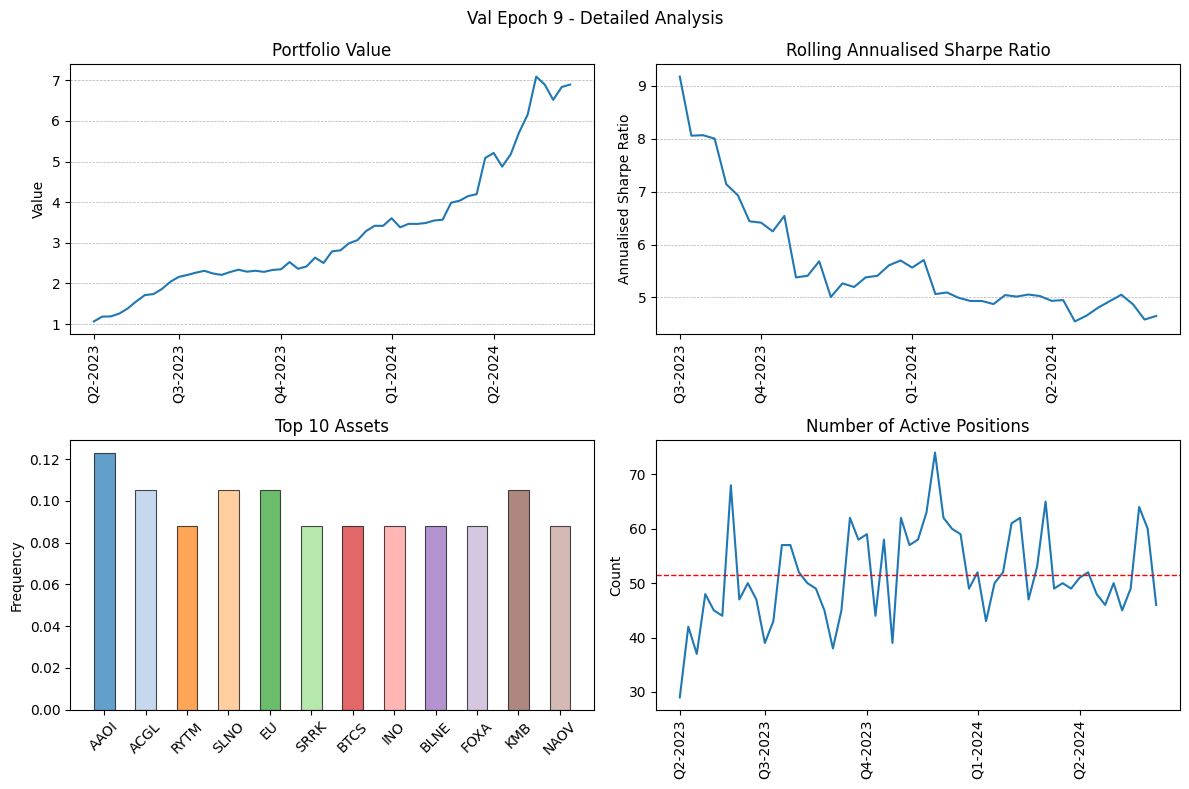 Val Epoch 9 - Detailed Analysis
Portfolio Value
Value
7
6
5
4
3
2
1
Q2-2023
Q3-2023
Q4-2023
Q1-2024
Q2-2024
Rolling Annualised Sharpe Ratio
Annualised Sharpe Ratio
9
8
7
6
5
Q3-2023
Q4-2023
Q1-2024
Q2-2024
Top 10 Assets
Frequency
0.12
0.10
0.08
0.06
0.04
0.02
0.00
AAOI
ACGL
RYTM
SLNO
EU
SRRK
BTCS
INO
BLNE
FOXA
KMB
NAOV
Number of Active Positions
Count
70
60
50
40
30
Q2-2023
Q3-2023
Q4-2023
Q1-2024
Q2-2024